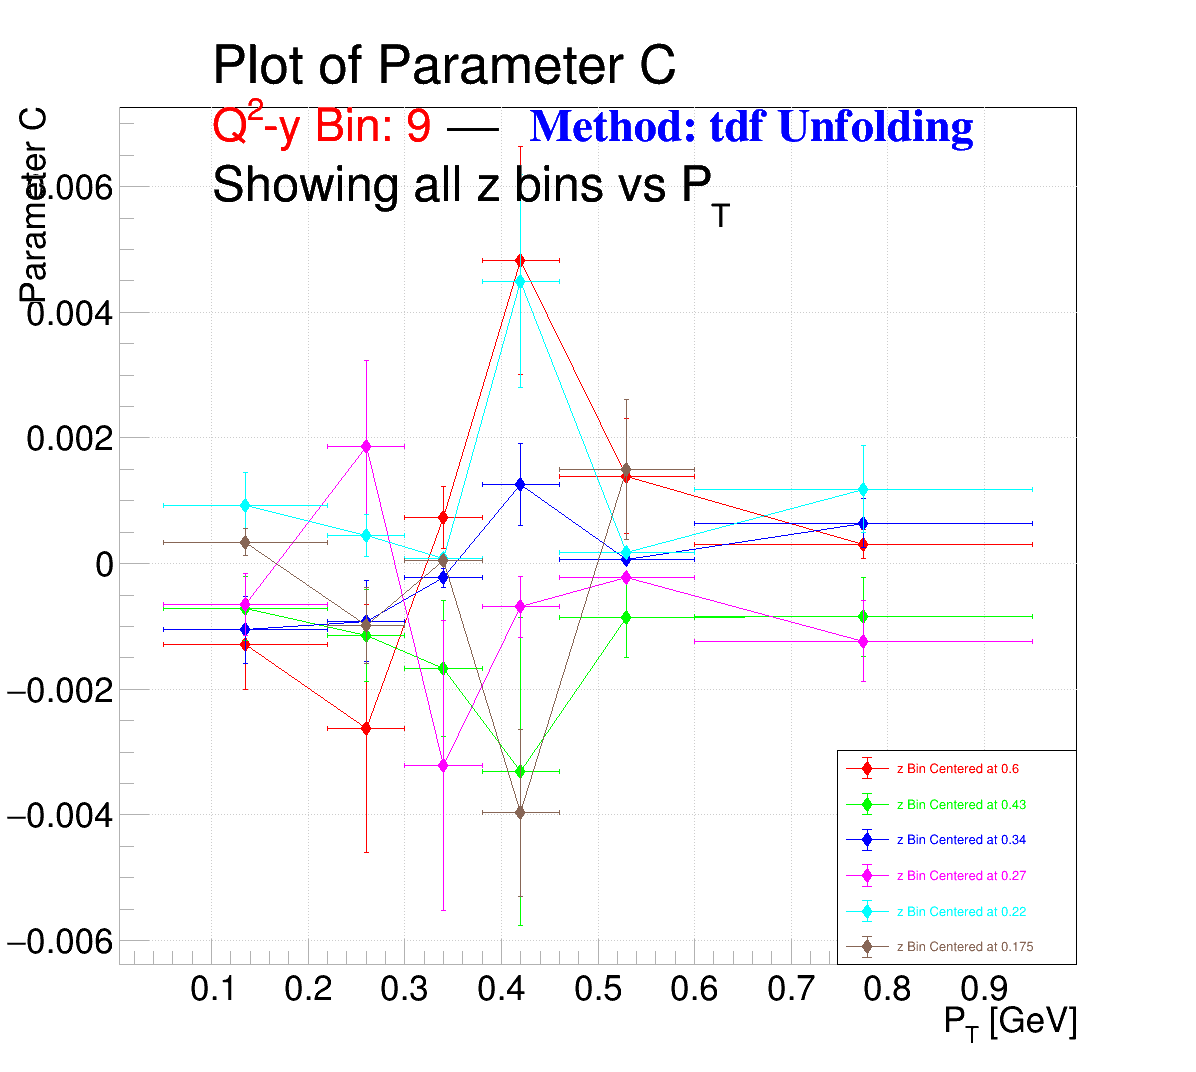 Plot of Parameter C
Q²-y Bin: 9 — Method: tdf Unfolding
Showing all z bins vs P_T
Parameter C
0.006
0.004
0.002
0
−0.002
−0.004
−0.006
z Bin Centered at 0.6
z Bin Centered at 0.43
z Bin Centered at 0.34
z Bin Centered at 0.27
z Bin Centered at 0.22
z Bin Centered at 0.175
0.1 0.2 0.3 0.4 0.5 0.6 0.7 0.8 0.9
P_T [GeV]